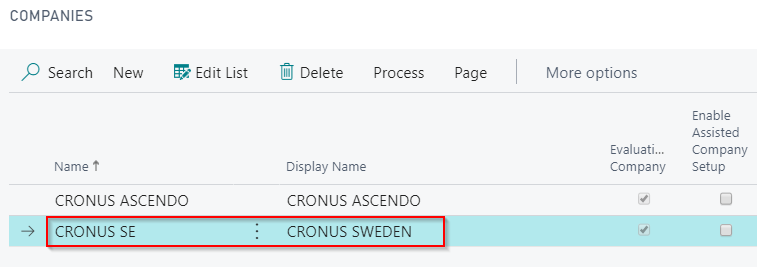 COMPANIES
Search New Edit List Delete Process Page More options
Name ↑ Display Name Evaluati... Company Enable Assisted Company Setup
CRONUS ASCENDO CRONUS ASCENDO
CRONUS SE CRONUS SWEDEN